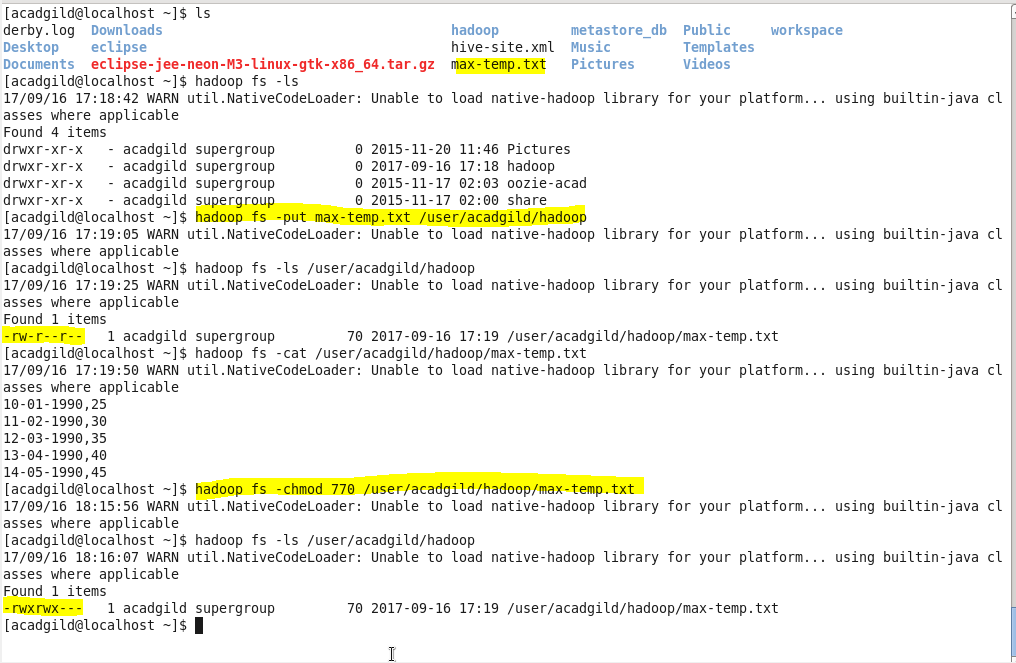 [acadgild@localhost ~]$ ls
derby.log  Downloads                                    hadoop         metastore_db  Public     workspace
Desktop    eclipse                                      hive-site.xml  Music         Templates
Documents  eclipse-jee-neon-M3-linux-gtk-x86_64.tar.gz  max-temp.txt   Pictures      Videos
[acadgild@localhost ~]$ hadoop fs -ls
17/09/16 17:18:42 WARN util.NativeCodeLoader: Unable to load native-hadoop library for your platform... using builtin-java cl
asses where applicable
Found 4 items
drwxr-xr-x   - acadgild supergroup          0 2015-11-20 11:46 Pictures
drwxr-xr-x   - acadgild supergroup          0 2017-09-16 17:18 hadoop
drwxr-xr-x   - acadgild supergroup          0 2015-11-17 02:03 oozie-acad
drwxr-xr-x   - acadgild supergroup          0 2015-11-17 02:00 share
[acadgild@localhost ~]$ hadoop fs -put max-temp.txt /user/acadgild/hadoop
17/09/16 17:19:05 WARN util.NativeCodeLoader: Unable to load native-hadoop library for your platform... using builtin-java cl
asses where applicable
[acadgild@localhost ~]$ hadoop fs -ls /user/acadgild/hadoop
17/09/16 17:19:25 WARN util.NativeCodeLoader: Unable to load native-hadoop library for your platform... using builtin-java cl
asses where applicable
Found 1 items
-rw-r--r--   1 acadgild supergroup         70 2017-09-16 17:19 /user/acadgild/hadoop/max-temp.txt
[acadgild@localhost ~]$ hadoop fs -cat /user/acadgild/hadoop/max-temp.txt
17/09/16 17:19:50 WARN util.NativeCodeLoader: Unable to load native-hadoop library for your platform... using builtin-java cl
asses where applicable
10-01-1990,25
11-02-1990,30
12-03-1990,35
13-04-1990,40
14-05-1990,45
[acadgild@localhost ~]$ hadoop fs -chmod 770 /user/acadgild/hadoop/max-temp.txt
17/09/16 18:15:56 WARN util.NativeCodeLoader: Unable to load native-hadoop library for your platform... using builtin-java cl
asses where applicable
[acadgild@localhost ~]$ hadoop fs -ls /user/acadgild/hadoop
17/09/16 18:16:07 WARN util.NativeCodeLoader: Unable to load native-hadoop library for your platform... using builtin-java cl
asses where applicable
Found 1 items
-rwxrwx---   1 acadgild supergroup         70 2017-09-16 17:19 /user/acadgild/hadoop/max-temp.txt
[acadgild@localhost ~]$